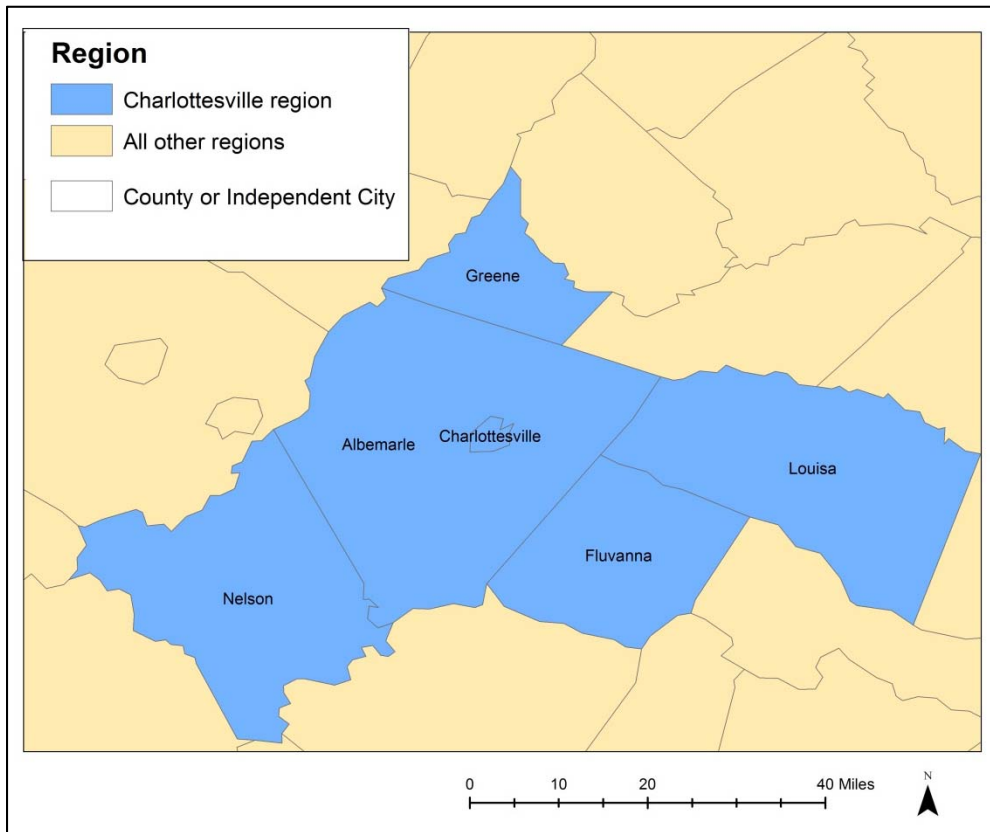 Region
Charlottesville region
All other regions
County or Independent City
Greene
Albemarle
Charlottesville
Louisa
Fluvanna
Nelson
0 10 20 40 Miles
N